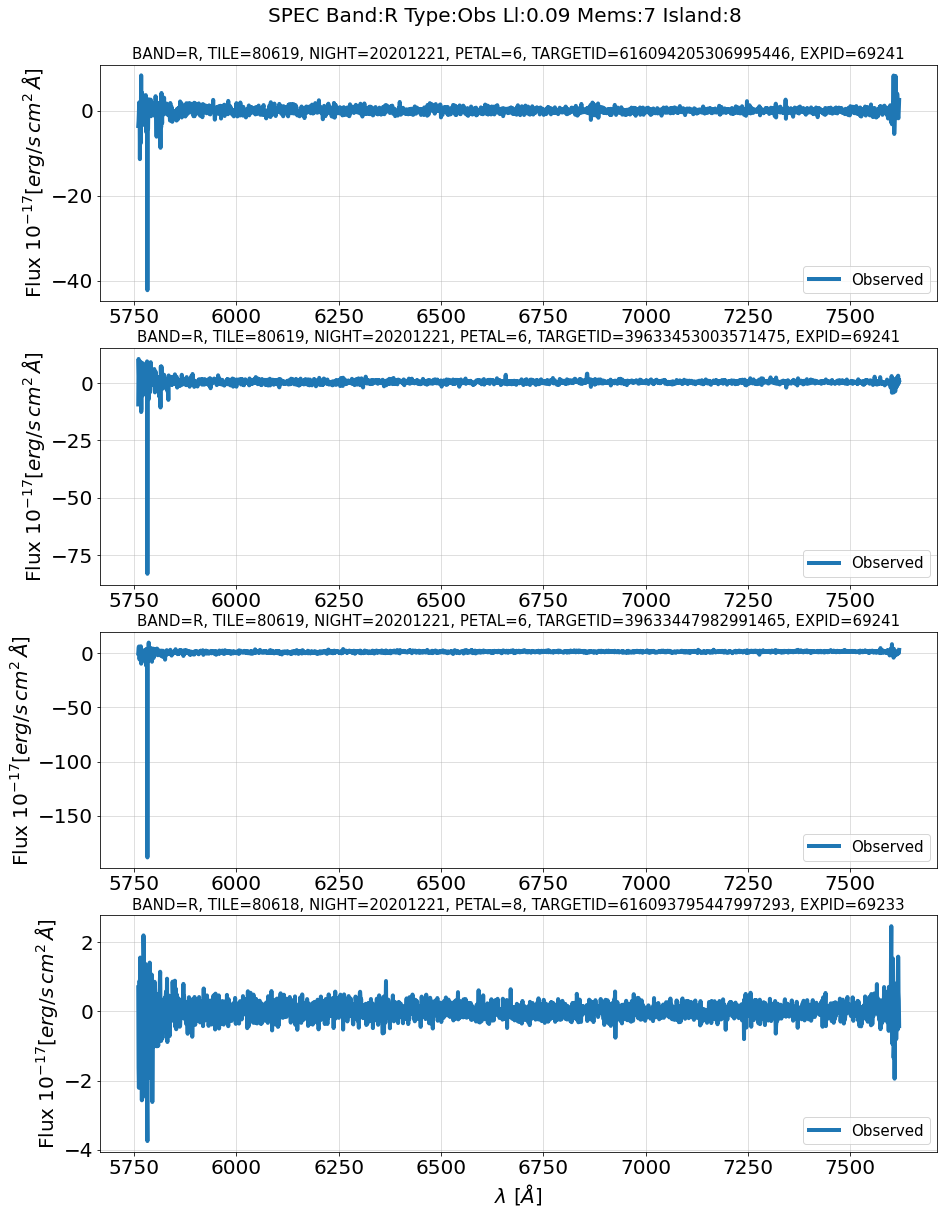 SPEC Band:R Type:Obs Ll:0.09 Mems:7 Island:8
BAND=R, TILE=80619, NIGHT=20201221, PETAL=6, TARGETID=616094205306995446, EXPID=69241
Flux 10^{-17}[erg/s cm^2 Å]
0
−20
−40
Observed
5750 6000 6250 6500 6750 7000 7250 7500
BAND=R, TILE=80619, NIGHT=20201221, PETAL=6, TARGETID=39633453003571475, EXPID=69241
Flux 10^{-17}[erg/s cm^2 Å]
0
−25
−50
−75
Observed
5750 6000 6250 6500 6750 7000 7250 7500
BAND=R, TILE=80619, NIGHT=20201221, PETAL=6, TARGETID=39633447982991465, EXPID=69241
Flux 10^{-17}[erg/s cm^2 Å]
0
−50
−100
−150
Observed
5750 6000 6250 6500 6750 7000 7250 7500
BAND=R, TILE=80618, NIGHT=20201221, PETAL=8, TARGETID=616093795447997293, EXPID=69233
Flux 10^{-17}[erg/s cm^2 Å]
2
0
−2
−4
Observed
5750 6000 6250 6500 6750 7000 7250 7500
λ [Å]